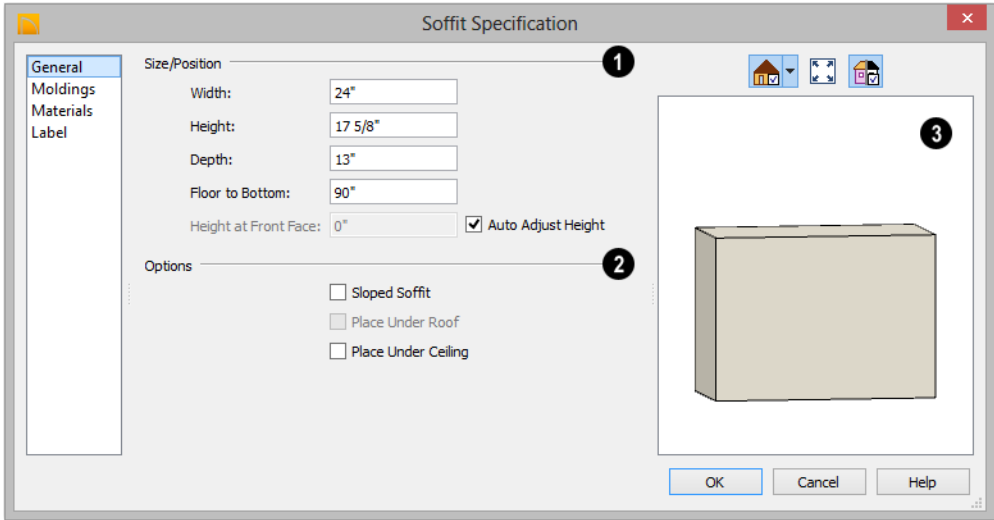 Soffit Specification
×
General
Moldings
Materials
Label
Size/Position
1
Width: 24"
Height: 17 5/8"
Depth: 13"
Floor to Bottom: 90"
Height at Front Face: 0" Auto Adjust Height
Options
2
Sloped Soffit
Place Under Roof
Place Under Ceiling
3
OK Cancel Help